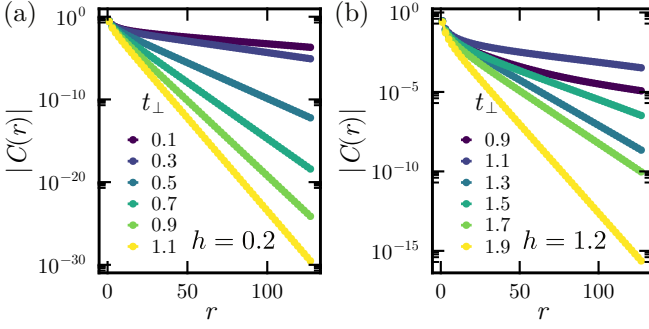 (a)
|C(r)|
10^0
10^-10
10^-20
10^-30
t_⊥
0.1
0.3
0.5
0.7
0.9
1.1
h = 0.2
0 50 100
r
(b)
|C(r)|
10^0
10^-5
10^-10
10^-15
t_⊥
0.9
1.1
1.3
1.5
1.7
1.9
h = 1.2
0 50 100
r